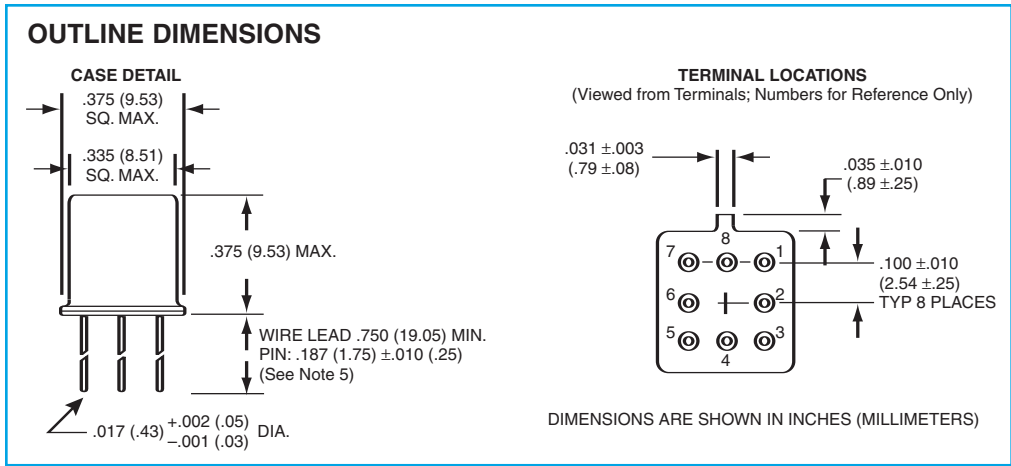 OUTLINE DIMENSIONS
CASE DETAIL
.375 (9.53)
SQ. MAX.
.335 (8.51)
SQ. MAX.
.375 (9.53) MAX.
WIRE LEAD .750 (19.05) MIN.
PIN: .187 (1.75) ±.010 (.25)
(See Note 5)
.017 (.43) +.002 (.05) –.001 (.03) DIA.
TERMINAL LOCATIONS
(Viewed from Terminals; Numbers for Reference Only)
.031 ±.003
(.79 ±.08)
.035 ±.010
(.89 ±.25)
8
7
1
.100 ±.010
(2.54 ±.25)
TYP 8 PLACES
6
2
5
3
4
DIMENSIONS ARE SHOWN IN INCHES (MILLIMETERS)